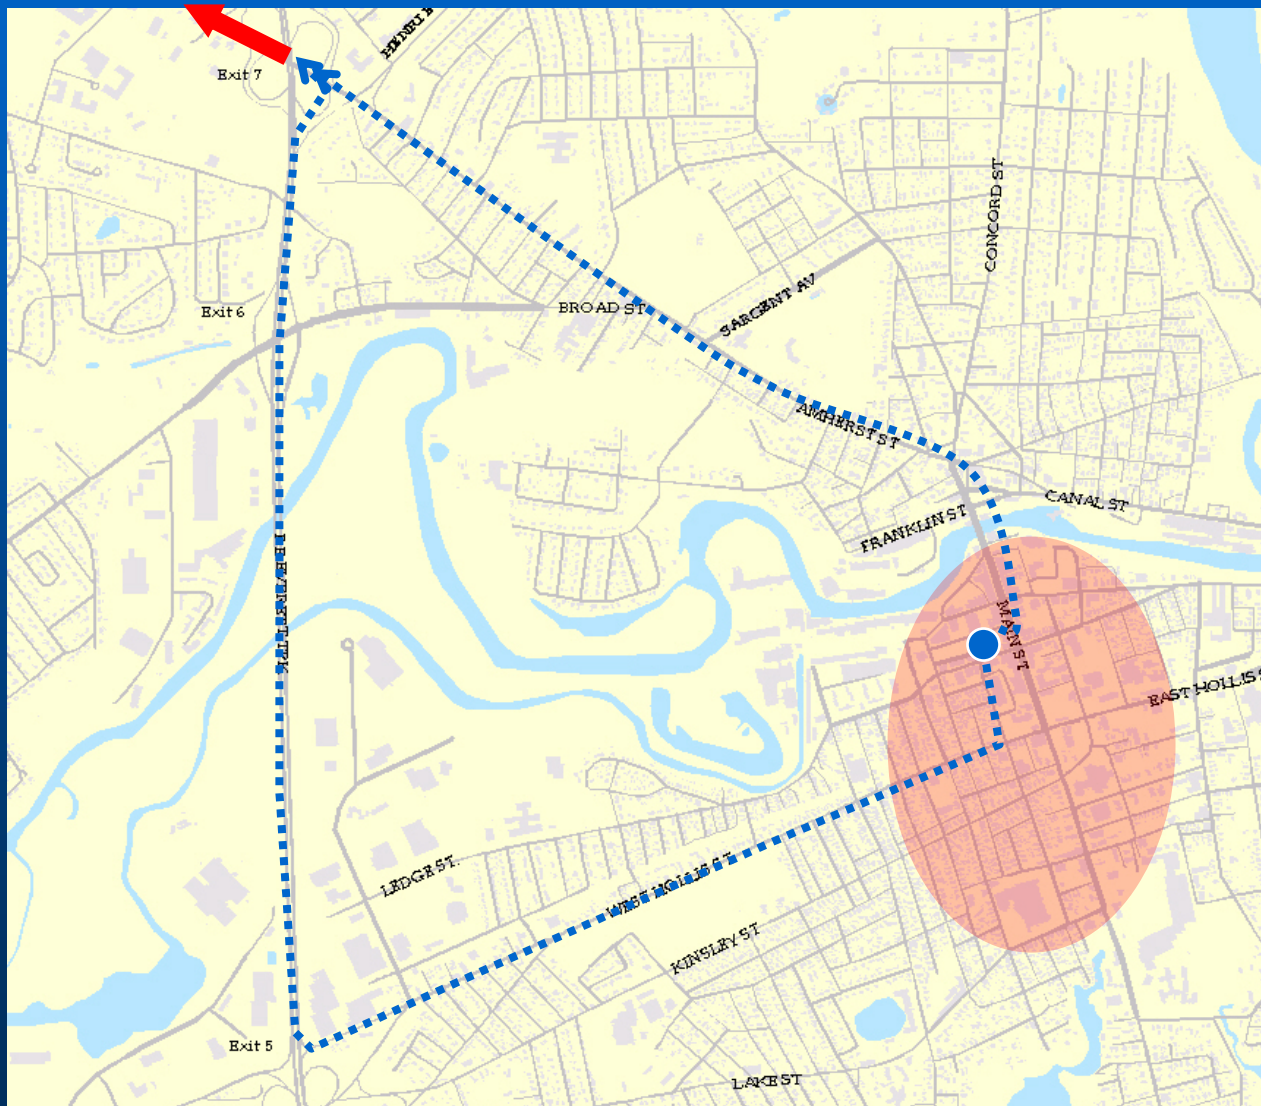 HENRI
Exit 7
CONCORD ST
SARGENT AV
Exit 6
BROAD ST
AMHERST ST
CANAL ST
FRANKLIN ST
MAIN ST
EAST HOLLIS S
LEDGE ST.
WEST HOLLIS ST
KINSLEY ST
Exit 5
LAKE ST